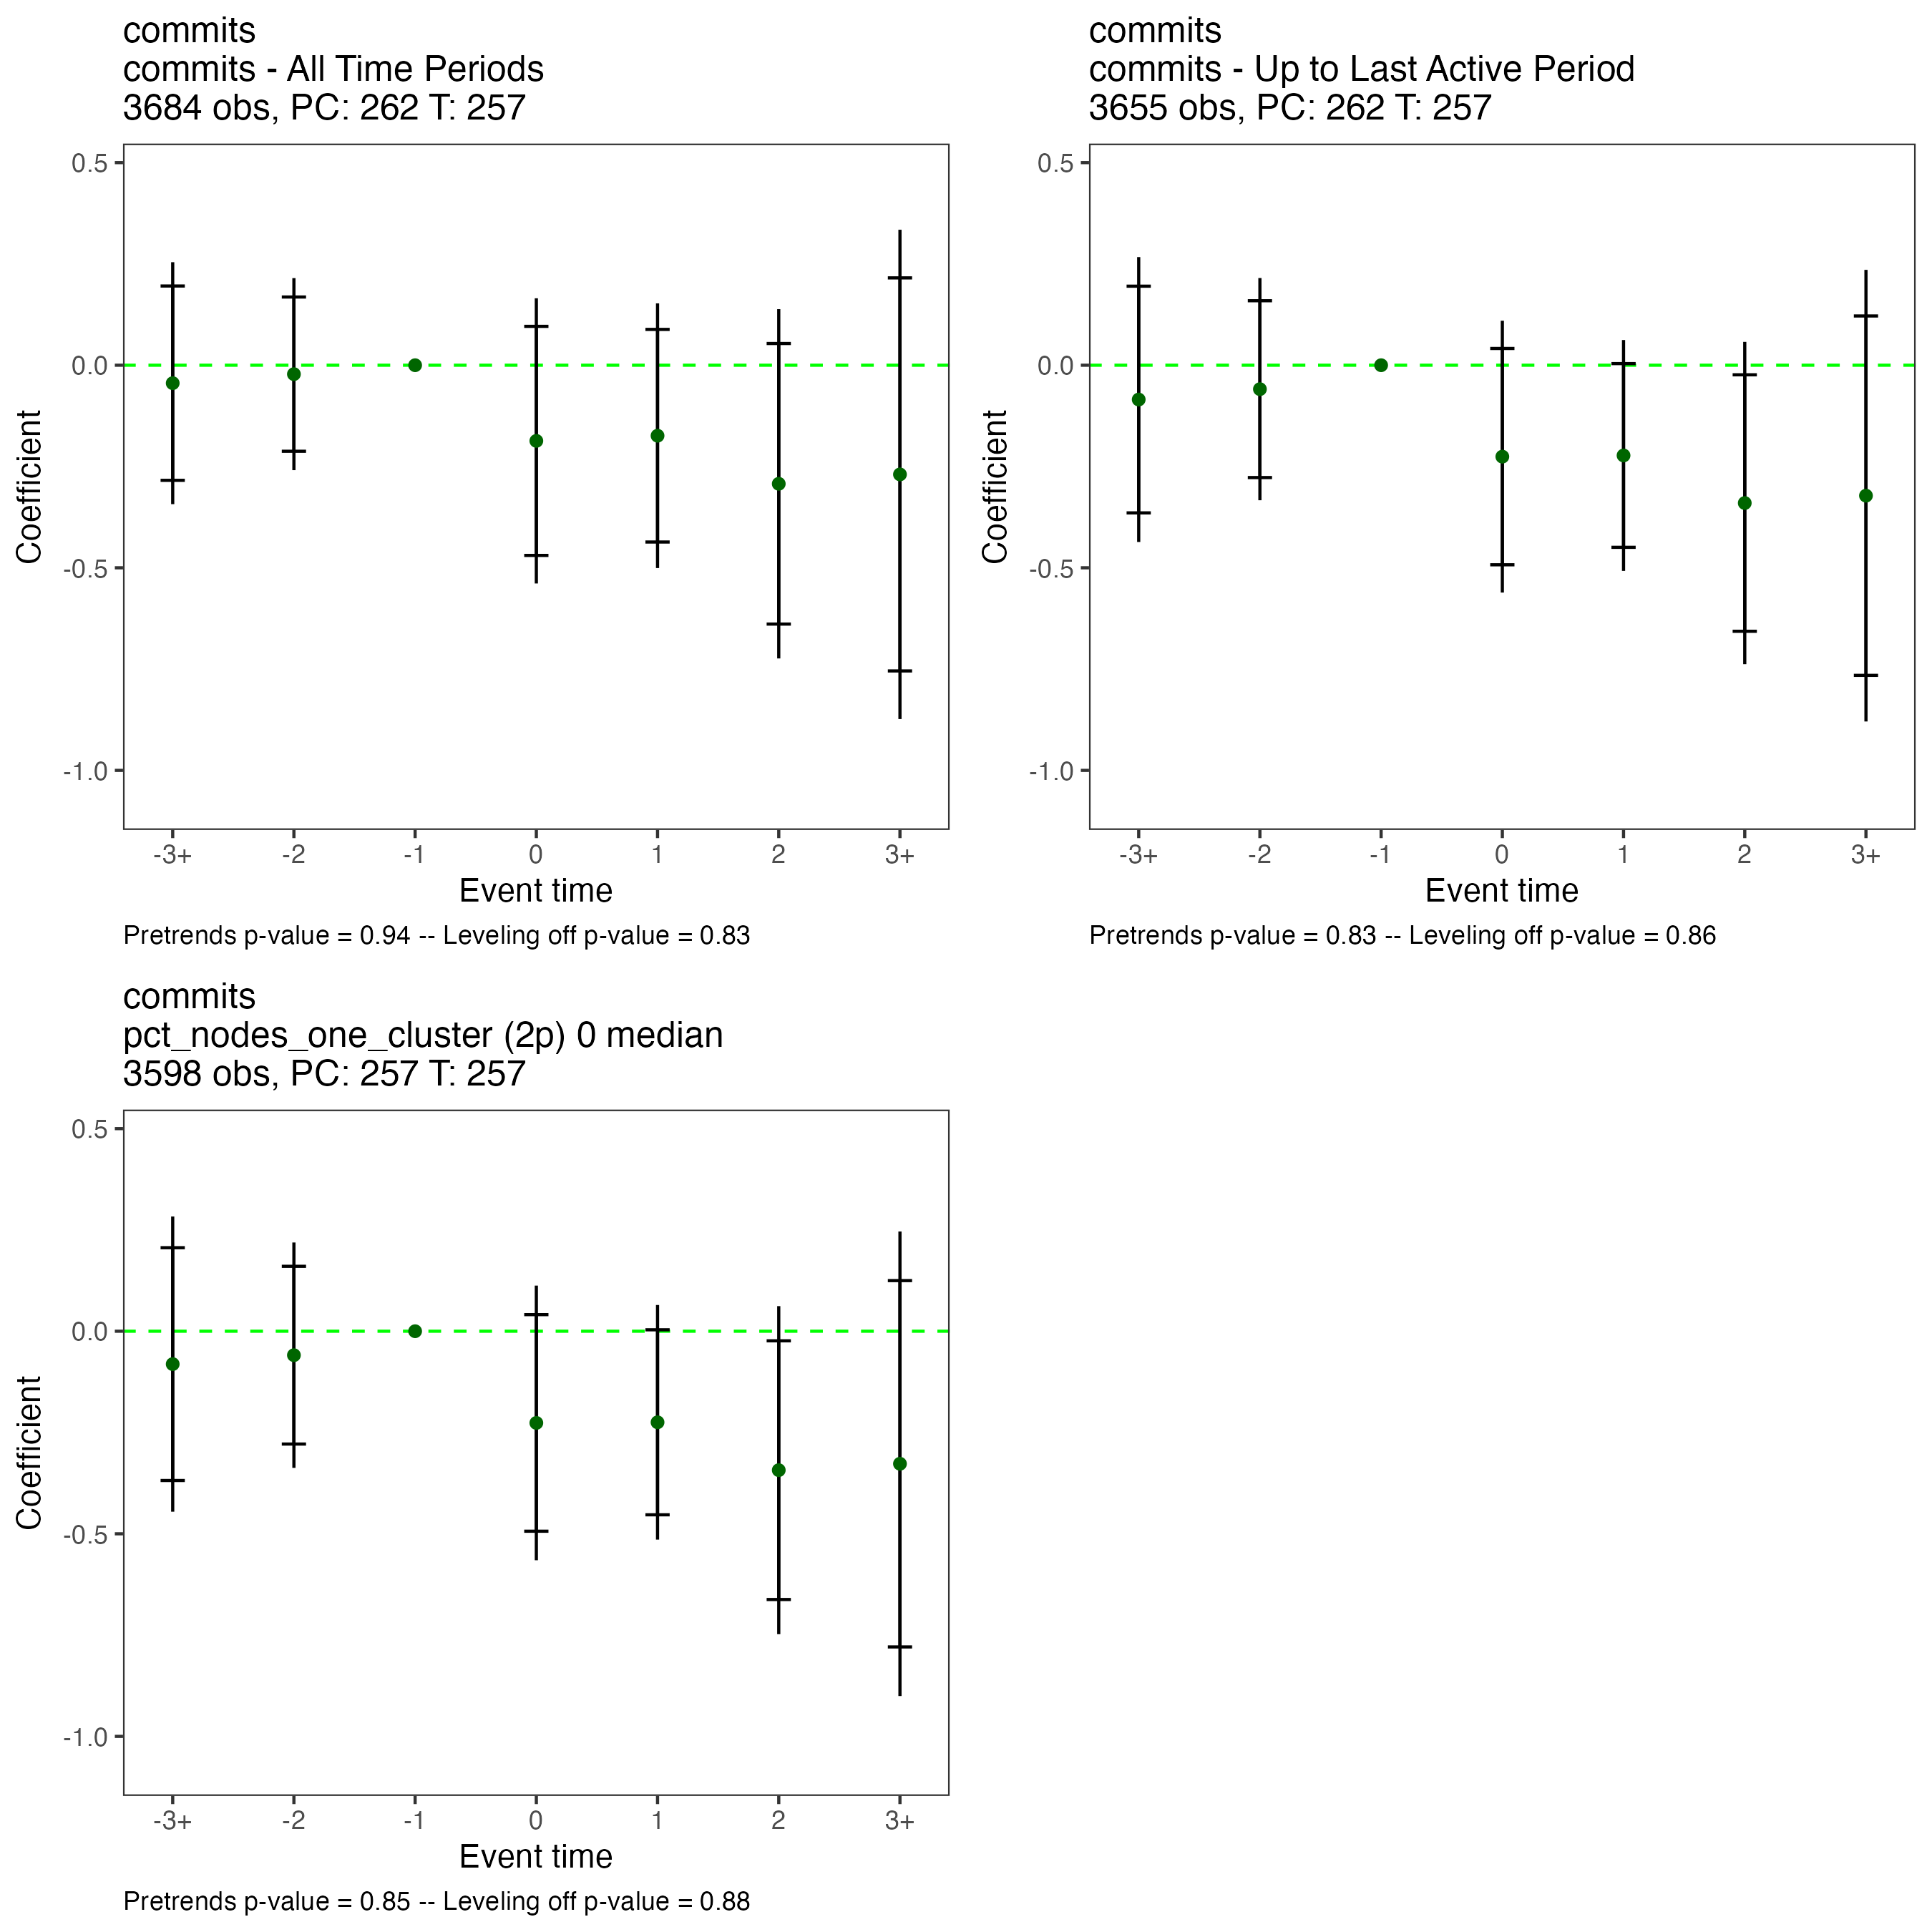 commits
commits - All Time Periods
3684 obs, PC: 262 T: 257
0.5
0.0
-0.5
-1.0
Coefficient
-3+ -2 -1 0 1 2 3+
Event time
Pretrends p-value = 0.94 -- Leveling off p-value = 0.83
commits
commits - Up to Last Active Period
3655 obs, PC: 262 T: 257
0.5
0.0
-0.5
-1.0
Coefficient
-3+ -2 -1 0 1 2 3+
Event time
Pretrends p-value = 0.83 -- Leveling off p-value = 0.86
commits
pct_nodes_one_cluster (2p) 0 median
3598 obs, PC: 257 T: 257
0.5
0.0
-0.5
-1.0
Coefficient
-3+ -2 -1 0 1 2 3+
Event time
Pretrends p-value = 0.85 -- Leveling off p-value = 0.88